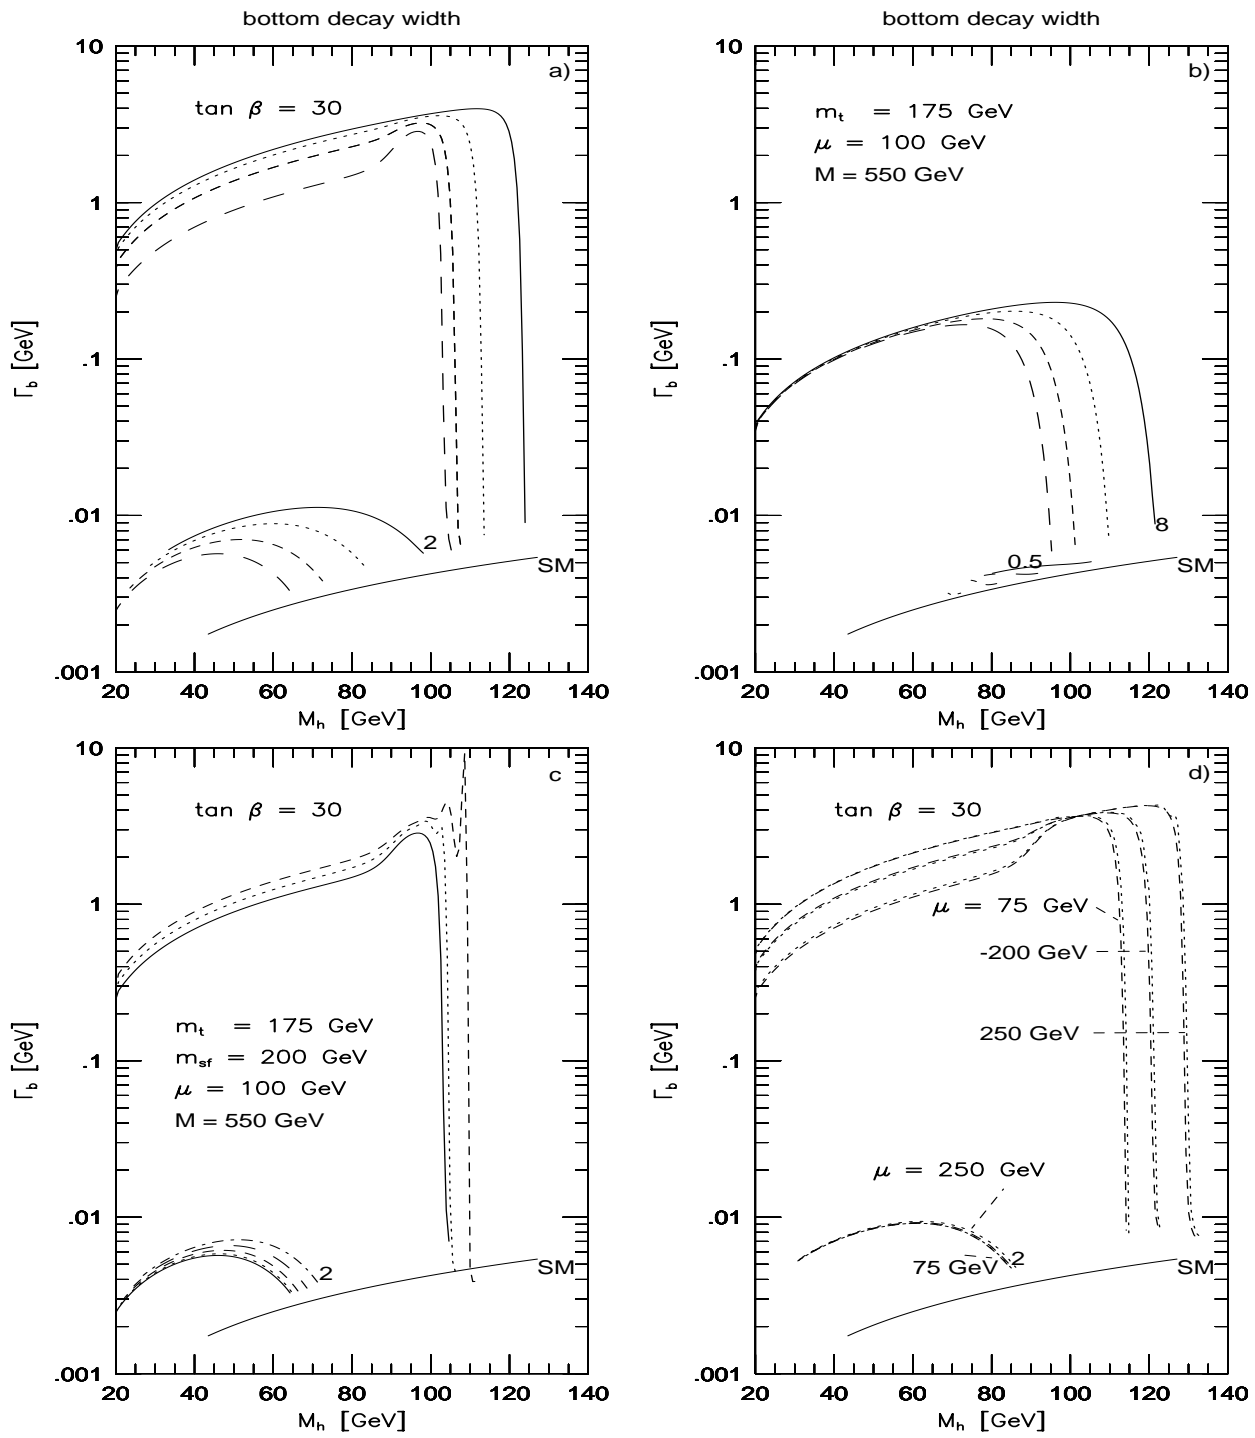 bottom decay width
a)
tan β = 30
10
1
.1
.01
.001
Γb [GeV]
2
SM
20 40 60 80 100 120 140
Mh [GeV]
bottom decay width
b)
mt = 175 GeV
μ = 100 GeV
M = 550 GeV
10
1
.1
.01
.001
Γb [GeV]
8
0.5
SM
20 40 60 80 100 120 140
Mh [GeV]
c
tan β = 30
10
1
.1
.01
.001
Γb [GeV]
mt = 175 GeV
msf = 200 GeV
μ = 100 GeV
M = 550 GeV
2
SM
20 40 60 80 100 120 140
Mh [GeV]
d)
tan β = 30
10
1
.1
.01
.001
Γb [GeV]
μ = 75 GeV
-200 GeV
250 GeV
μ = 250 GeV
75 GeV
2
SM
20 40 60 80 100 120 140
Mh [GeV]